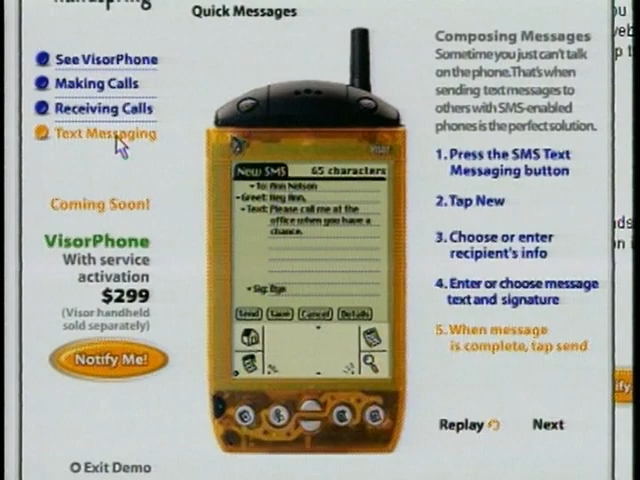 handspring
Quick Messages
See VisorPhone
Making Calls
Receiving Calls
Text Messaging
Coming Soon!
VisorPhone
With service
activation
$299
(Visor handheld
sold separately)
Notify Me!
Exit Demo
New SMS 65 characters
To: Ann Nelson
Greet: Hey Ann,
Text: Please call me at the
office when you have a
chance.
Sig: Bye
Send Save Cancel Details
Composing Messages
Sometime you just can't talk
on the phone. That's when
sending text messages to
others with SMS-enabled
phones is the perfect solution.
1. Press the SMS Text
Messaging button
2. Tap New
3. Choose or enter
recipient's info
4. Enter or choose message
text and signature
5. When message
is complete, tap send
Replay Next